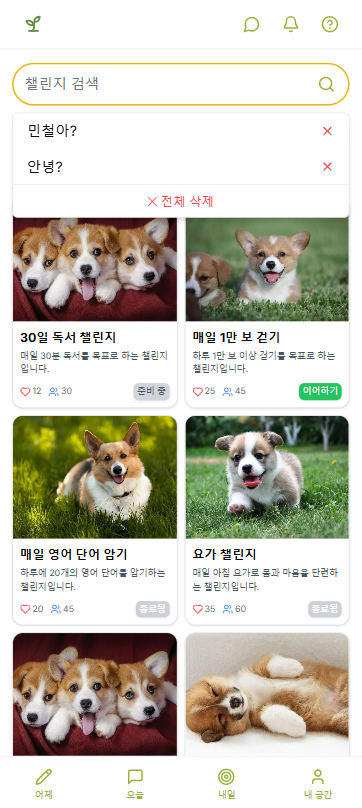 챌린지 검색
민철아?
안녕?
전체 삭제
30일 독서 챌린지
매일 30분 독서를 목표로 하는 챌린지
입니다.
12 30 준비 중
매일 1만 보 걷기
하루 1만 보 이상 걷기를 목표로 하는
챌린지입니다.
25 45 이어하기
매일 영어 단어 암기
하루에 20개의 영어 단어를 암기하는
챌린지입니다.
20 45 종료됨
요가 챌린지
매일 아침 요가로 몸과 마음을 단련하
는 챌린지입니다.
35 60 종료됨
어제 오늘 내일 내 공간